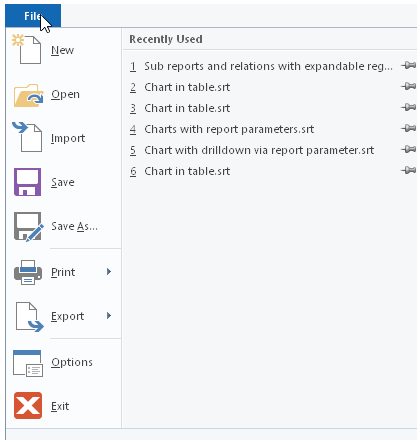 File
New
Open
Import
Save
Save As...
Print
Export
Options
Exit
Recently Used
1 Sub reports and relations with expandable reg...
2 Chart in table.srt
3 Chart in table.srt
4 Charts with report parameters.srt
5 Chart with drilldown via report parameter.srt
6 Chart in table.srt